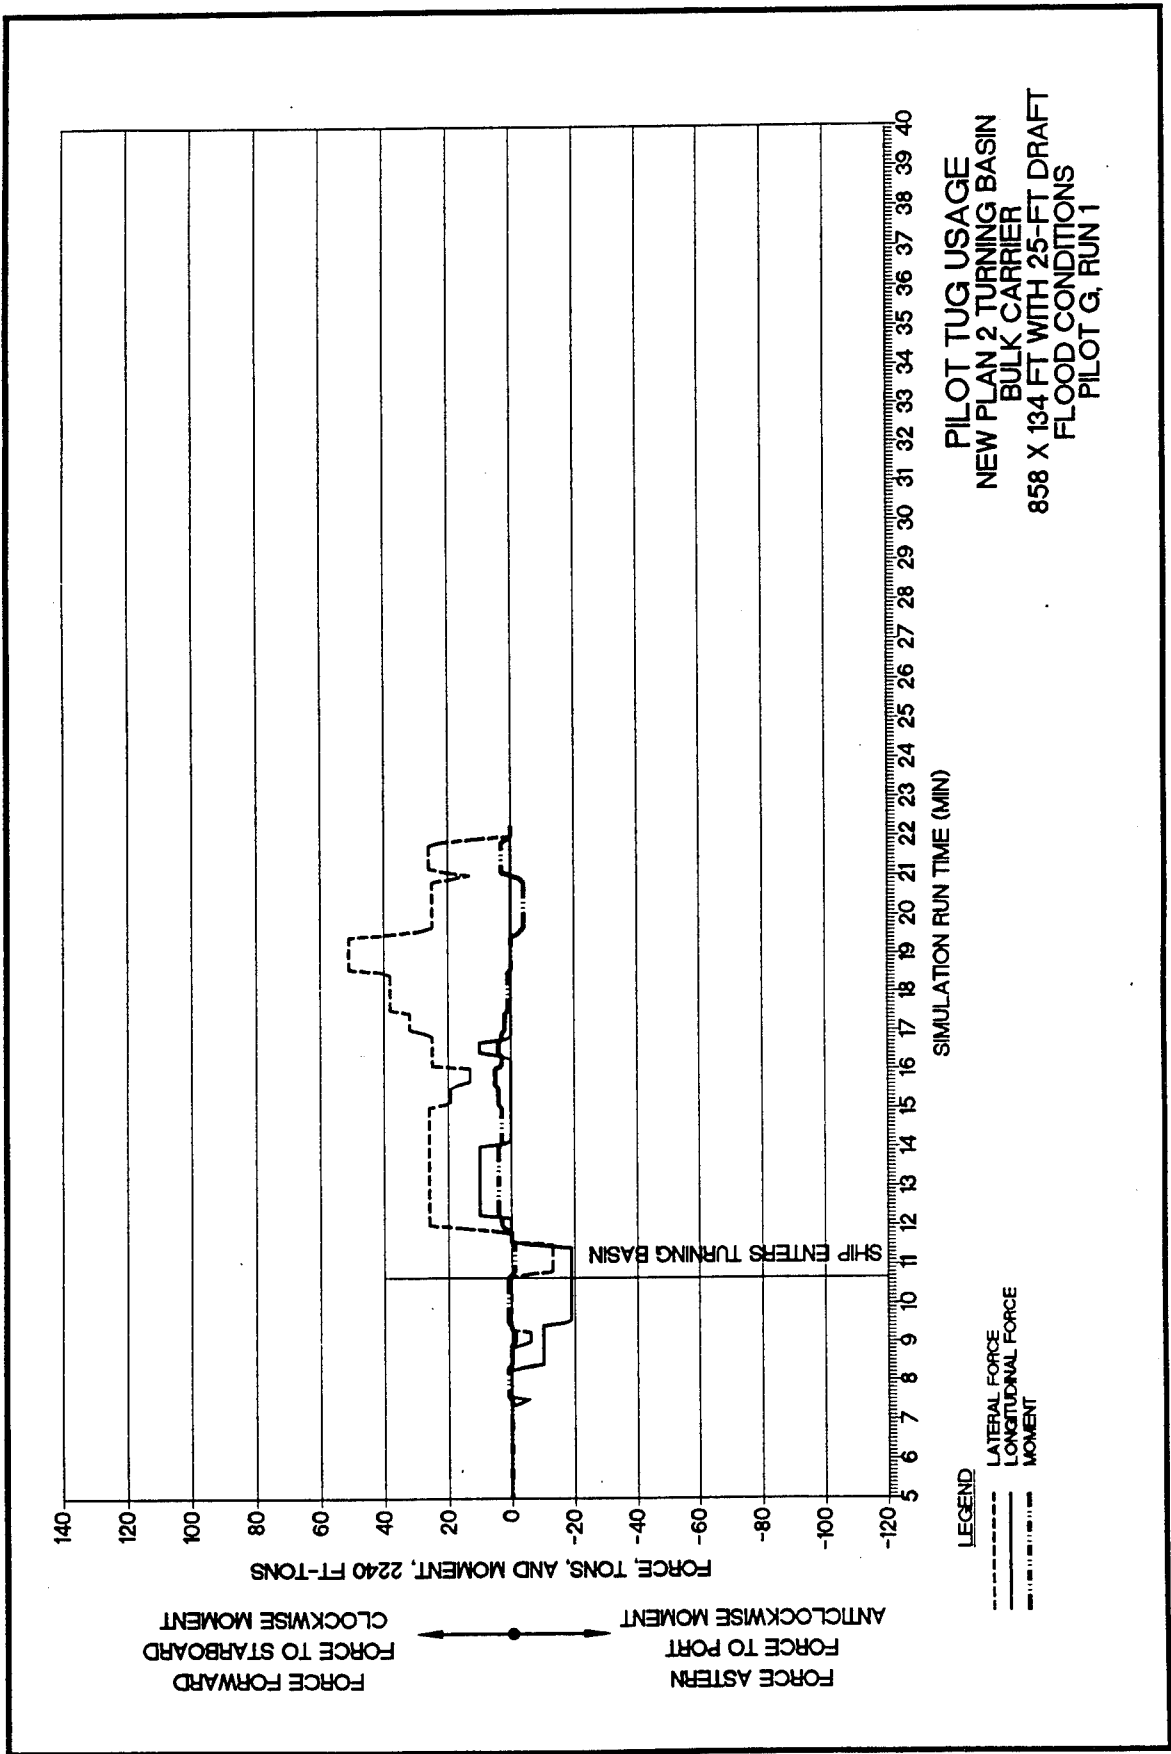 FORCE FORWARD
FORCE TO STARBOARD
CLOCKWISE MOMENT
FORCE ASTERN
FORCE TO PORT
ANTICLOCKWISE MOMENT
FORCE, TONS, AND MOMENT, 2240 FT-TONS
140
120
100
80
60
40
20
0
-20
-40
-60
-80
-100
-120
SHIP ENTERS TURNING BASIN
5 6 7 8 9 10 11 12 13 14 15 16 17 18 19 20 21 22 23 24 25 26 27 28 29 30 31 32 33 34 35 36 37 38 39 40
SIMULATION RUN TIME (MIN)
LEGEND
LATERAL FORCE
LONGITUDINAL FORCE
MOMENT
PILOT TUG USAGE
NEW PLAN 2 TURNING BASIN
BULK CARRIER
858 X 134 FT WITH 25-FT DRAFT
FLOOD CONDITIONS
PILOT G, RUN 1